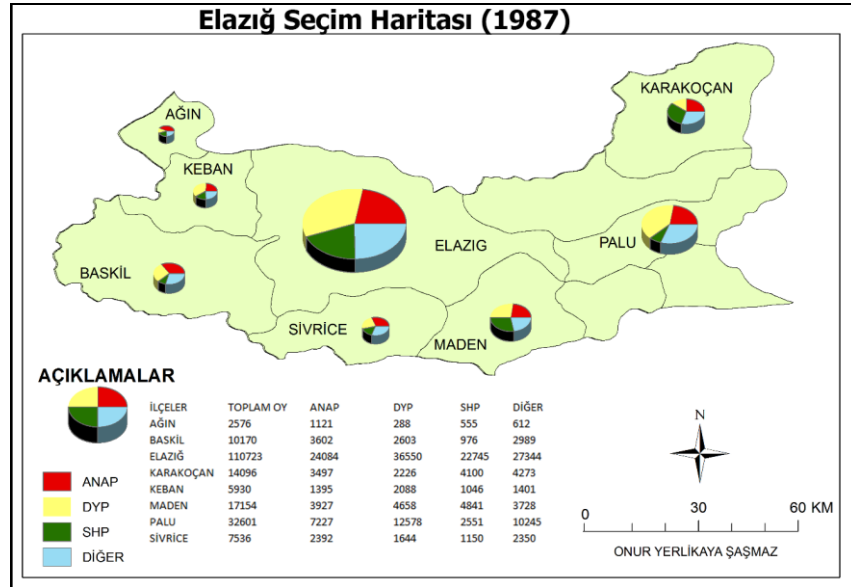 Elazığ Seçim Haritası (1987)
KARAKOÇAN
AĞIN
KEBAN
ELAZIG
PALU
BASKİL
SİVRİCE
MADEN
AÇIKLAMALAR
ANAP
DYP
SHP
DİĞER
İLÇELER TOPLAM OY ANAP DYP SHP DİĞER
AĞIN 2576 1121 288 555 612
BASKİL 10170 3602 2603 976 2989
ELAZIĞ 110723 24084 36550 22745 27344
KARAKOÇAN 14096 3497 2226 4100 4273
KEBAN 5930 1395 2088 1046 1401
MADEN 17154 3927 4658 4841 3728
PALU 32601 7227 12578 2551 10245
SİVRİCE 7536 2392 1644 1150 2350
N
0 30 60 KM
ONUR YERLİKAYA ŞAŞMAZ